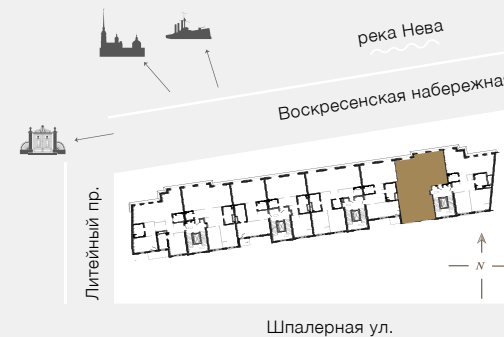 река Нева
Воскресенская набережна
Литейный пр.
N
Шпалерная ул.